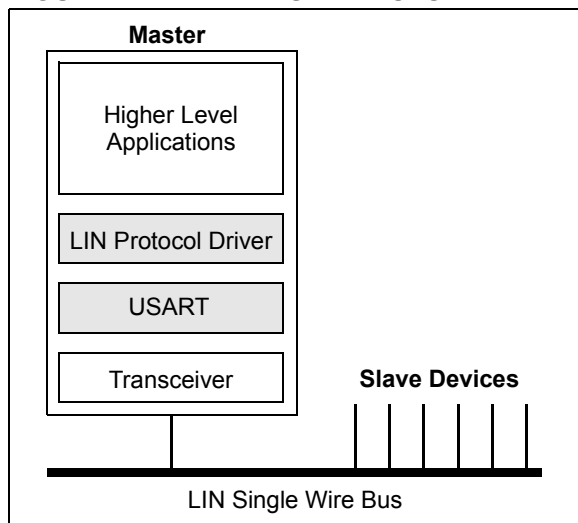 Master
Higher Level
Applications
LIN Protocol Driver
USART
Transceiver
Slave Devices
LIN Single Wire Bus